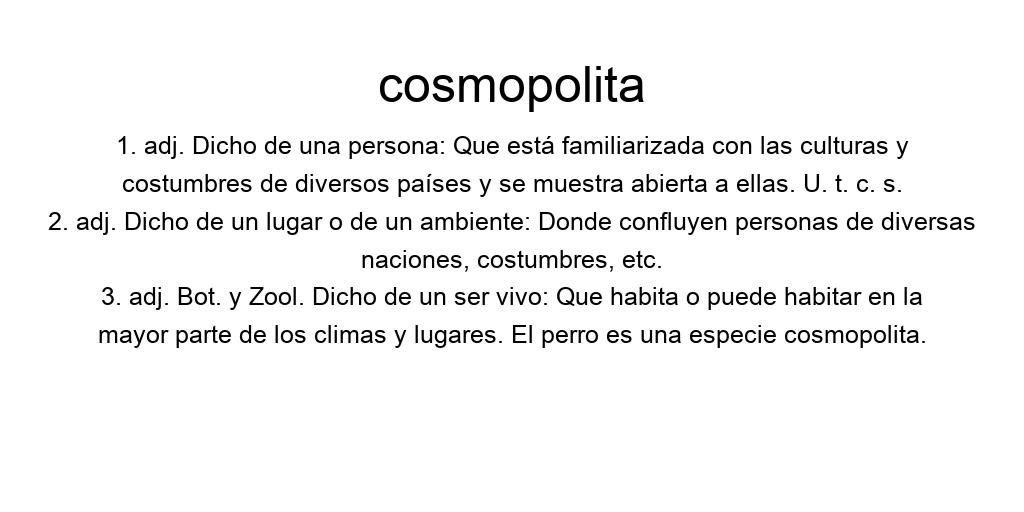 cosmopolita
1. adj. Dicho de una persona: Que está familiarizada con las culturas y
costumbres de diversos países y se muestra abierta a ellas. U. t. c. s.
2. adj. Dicho de un lugar o de un ambiente: Donde confluyen personas de diversas
naciones, costumbres, etc.
3. adj. Bot. y Zool. Dicho de un ser vivo: Que habita o puede habitar en la
mayor parte de los climas y lugares. El perro es una especie cosmopolita.